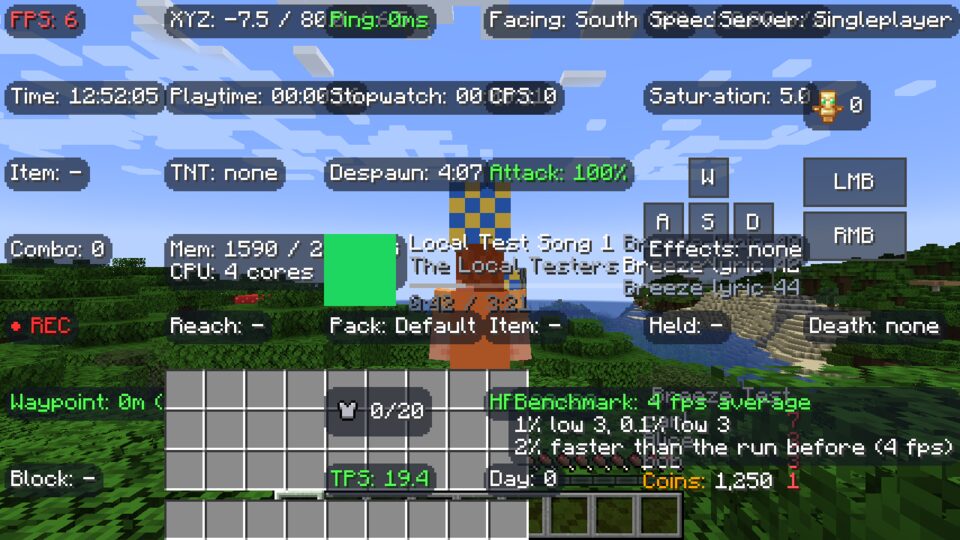 FPS: 6
XYZ: -7.5 / 80
Ping: 0ms
Facing: South
Speed
Server: Singleplayer
Time: 12:52:05
Playtime: 00:00
Stopwatch: 00
CPS: 0
Saturation: 5.0
0
Item: -
TNT: none
Despawn: 4:07
Attack: 100%
W
LMB
A S D
RMB
Combo: 0
Mem: 1590 / 2
CPU: 4 cores
Local Test Song 1
The Local Testers
0:42 / 3:21
Effects: none
Breeze lyric 44
REC
Reach: -
Pack: Default
Item: -
Held: -
Death: none
Waypoint: 0m (
0/20
Breeze Test
Benchmark: 4 fps average
1% low 3, 0.1% low 3
2% faster than the run before (4 fps)
Block: -
TPS: 19.4
Day: 0
Coins: 1,250 1